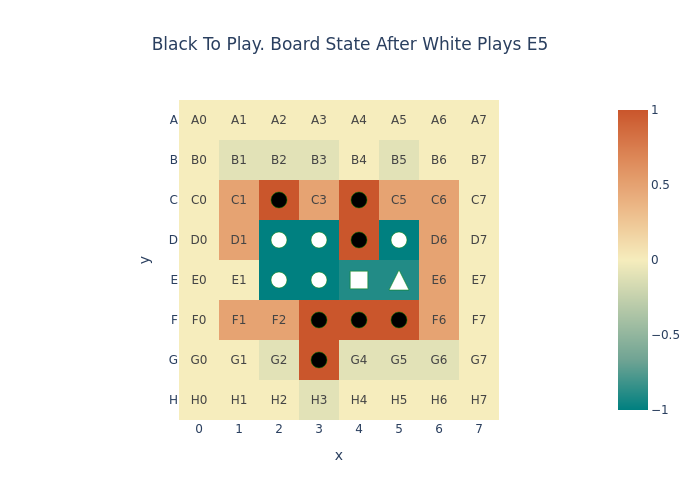 Black To Play. Board State After White Plays E5
A A0 A1 A2 A3 A4 A5 A6 A7
B B0 B1 B2 B3 B4 B5 B6 B7
C C0 C1 C3 C5 C6 C7
D D0 D1 D6 D7
E E0 E1 E6 E7
F F0 F1 F2 F6 F7
G G0 G1 G2 G4 G5 G6 G7
H H0 H1 H2 H3 H4 H5 H6 H7
0 1 2 3 4 5 6 7
x
y
1
0.5
0
−0.5
−1